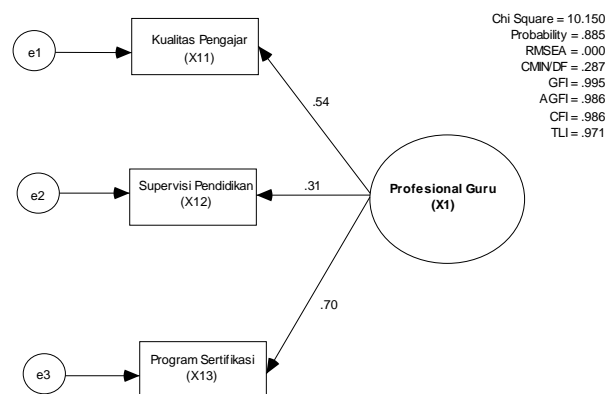 Chi Square = 10.150
Probability = .885
RMSEA = .000
CMIN/DF = .287
GFI = .995
AGFI = .986
CFI = .986
TLI = .971
e1
Kualitas Pengajar
(X11)
.54
e2
Supervisi Pendidikan
(X12)
.31
Profesional Guru
(X1)
.70
e3
Program Sertifikasi
(X13)